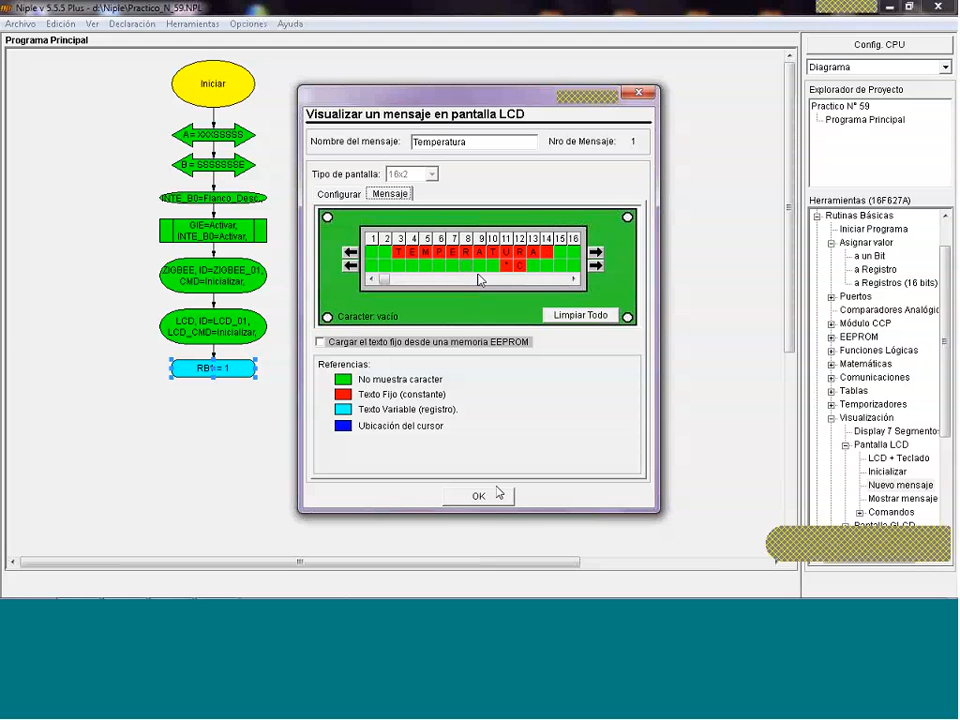 Niple v 5.5.5 Plus - d:\Niple\Practico_N_59.NPL
Archivo Edición Ver Declaración Herramientas Opciones Ayuda
Programa Principal
Iniciar
A = XXXSSSSS
B = SSSSSSSE
INTE_B0=Flanco_Desc...
GIE=Activar,
INTE_B0=Activar,
ZIGBEE, ID=ZIGBEE_01,
CMD=Inicializar,
LCD, ID=LCD_01,
LCD_CMD=Inicializar,
RB1 = 1
Visualizar un mensaje en pantalla LCD
Nombre del mensaje: Temperatura Nro de Mensaje: 1
Tipo de pantalla: 16x2
Configurar Mensaje
1 2 3 4 5 6 7 8 9 10 11 12 13 14 15 16
T E M P E R A T U R A
° C
Caracter: vacío Limpiar Todo
Cargar el texto fijo desde una memoria EEPROM
Referencias:
No muestra caracter
Texto Fijo (constante)
Texto Variable (registro).
Ubicación del cursor
OK
Config. CPU
Diagrama
Explorador de Proyecto
Practico N° 59
Programa Principal
Herramientas (16F627A)
Rutinas Básicas
Iniciar Programa
Asignar valor
a un Bit
a Registro
a Registros (16 bits)
Puertos
Comparadores Analógic
Módulo CCP
EEPROM
Funciones Lógicas
Matemáticas
Comunicaciones
Tablas
Temporizadores
Visualización
Display 7 Segmento
Pantalla LCD
LCD + Teclado
Inicializar
Nuevo mensaje
Mostrar mensaje
Comandos
Pantalla GLCD